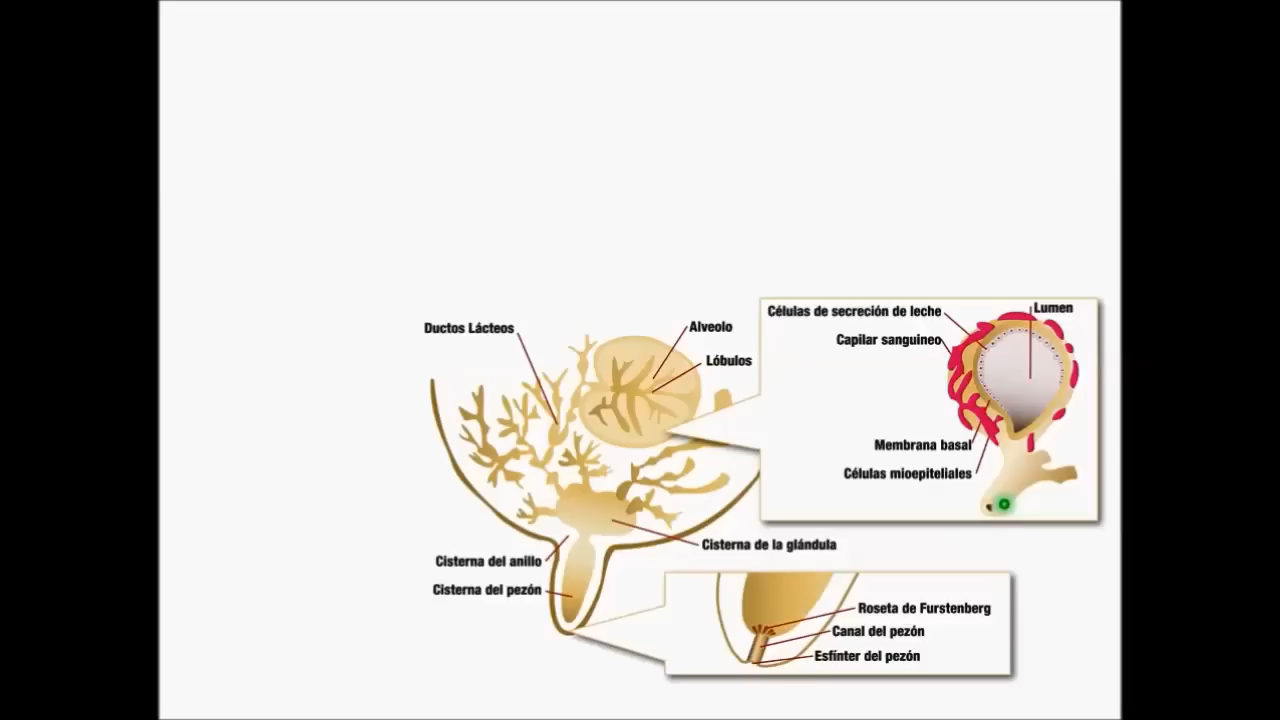 Células de secreción de leche
Lumen
Capilar sanguineo
Membrana basal
Células mioepiteliales
Ductos Lácteos
Alveolo
Lóbulos
Cisterna de la glándula
Cisterna del anillo
Cisterna del pezón
Roseta de Furstenberg
Canal del pezón
Esfínter del pezón